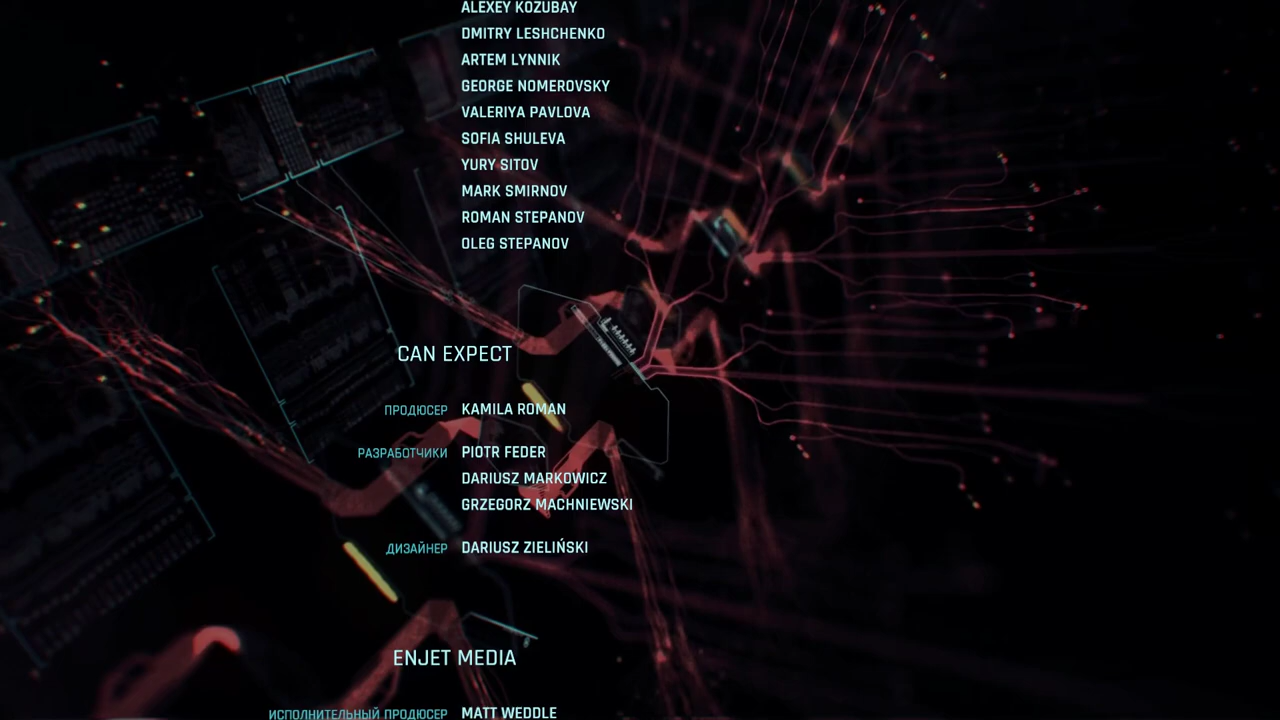 ALEXEY KOZUBAY
DMITRY LESHCHENKO
ARTEM LYNNIK
GEORGE NOMEROVSKY
VALERIYA PAVLOVA
SOFIA SHULEVA
YURY SITOV
MARK SMIRNOV
ROMAN STEPANOV
OLEG STEPANOV
CAN EXPECT
ПРОДЮСЕР KAMILA ROMAN
РАЗРАБОТЧИКИ PIOTR FEDER
DARIUSZ MARKOWICZ
GRZEGORZ MACHNIEWSKI
ДИЗАЙНЕР DARIUSZ ZIELIŃSKI
ENJET MEDIA
ИСПОЛНИТЕЛЬНЫЙ ПРОДЮСЕР MATT WEDDLE